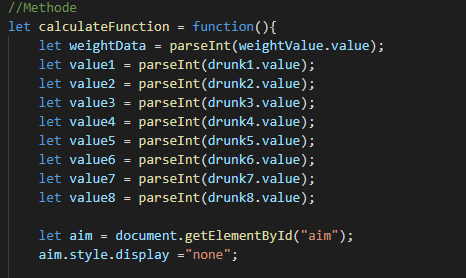 //Methode
let calculateFunction = function(){
let weightData = parseInt(weightValue.value);
let value1 = parseInt(drunk1.value);
let value2 = parseInt(drunk2.value);
let value3 = parseInt(drunk3.value);
let value4 = parseInt(drunk4.value);
let value5 = parseInt(drunk5.value);
let value6 = parseInt(drunk6.value);
let value7 = parseInt(drunk7.value);
let value8 = parseInt(drunk8.value);
let aim = document.getElementById("aim");
aim.style.display ="none";